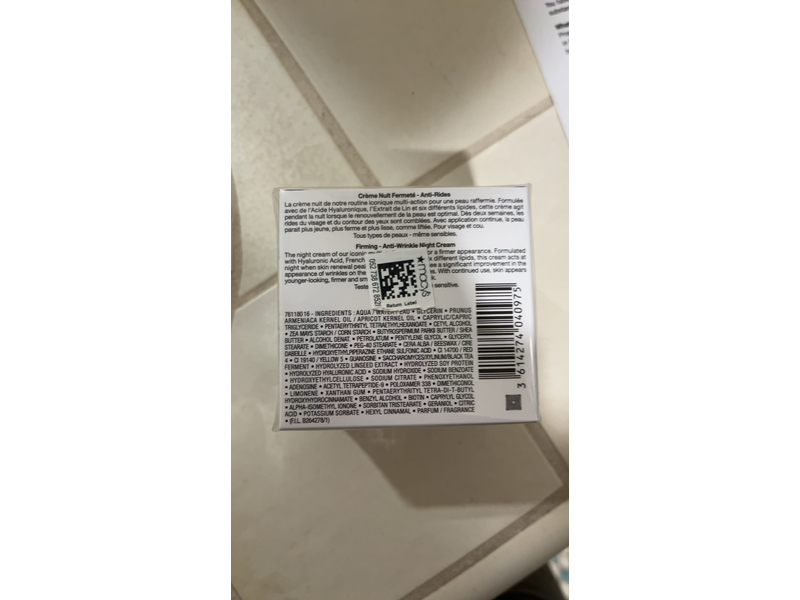 Crème Nuit Fermeté - Anti-Rides
La crème nuit de notre routine iconique multi-action pour une peau raffermie. Formulée
avec de l'Acide Hyaluronique, l'Extrait de Lin et six différents lipides, cette crème agit
pendant la nuit lorsque le renouvellement de la peau est optimal. Dès deux semaines, les
rides du visage et du contour des yeux sont comblées. Avec application continue, la peau
parait plus jeune, plus ferme et plus lisse, comme liftée. Pour visage et cou.
Tous types de peaux - même sensibles.
Firming - Anti-Wrinkle Night Cream
The night cream of our iconic for a firmer appearance. Formulated
with Hyaluronic Acid, French different lipids, this cream acts at
night when skin renewal a significant improvement in the
appearance of wrinkles on the With continued use, skin appears
younger-looking, firmer and
sensitive.
★macy's
052 728 672 852
Return Label
76118016 - INGREDIENTS : AQUA / WATER / EAU • GLYCERIN • PRUNUS
ARMENIACA KERNEL OIL / APRICOT KERNEL OIL • CAPRYLIC/CAPRIC
TRIGLYCERIDE • PENTAERYTHRITYL TETRAETHYLHEXANOATE • CETYL ALCOHOL
• ZEA MAYS STARCH / CORN STARCH • BUTYROSPERMUM PARKII BUTTER / SHEA
BUTTER • ALCOHOL DENAT. • PETROLATUM • PENTYLENE GLYCOL • GLYCERYL
STEARATE • DIMETHICONE • PEG-40 STEARATE • CERA ALBA / BEESWAX / CIRE
DABEILLE • HYDROXYETHYLPIPERAZINE ETHANE SULFONIC ACID • CI 14700 / RED
4 • CI 19140 / YELLOW 5 • GUANOSINE • SACCHAROMYCES/XYLINUM/BLACK TEA
FERMENT • HYDROLYZED LINSEED EXTRACT • HYDROLYZED SOY PROTEIN
• HYDROLYZED HYALURONIC ACID • SODIUM HYDROXIDE • SODIUM BENZOATE
• HYDROXYETHYLCELLULOSE • SODIUM CITRATE • PHENOXYETHANOL
• ADENOSINE • ACETYL TETRAPEPTIDE-9 • POLOXAMER 338 • DIMETHICONOL
• LIMONENE • XANTHAN GUM • PENTAERYTHRITYL TETRA-DI-T-BUTYL
HYDROXYHYDROCINNAMATE • BENZYL ALCOHOL • BIOTIN • CAPRYLYL GLYCOL
• ALPHA-ISOMETHYL IONONE • SORBITAN TRISTEARATE • GERANIOL • CITRIC
ACID • POTASSIUM SORBATE • HEXYL CINNAMAL • PARFUM / FRAGRANCE
• (F.I.L. B264278/1)
3 614274 040975